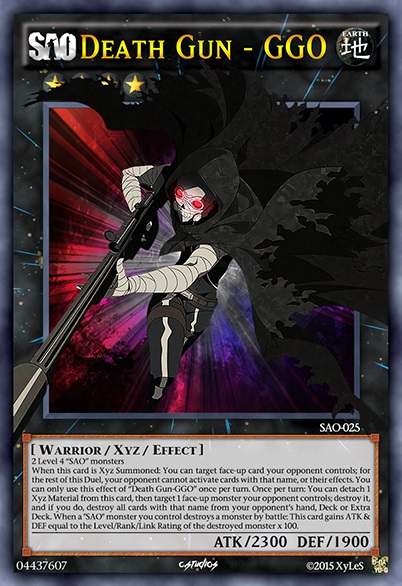 SAO Death Gun - GGO
EARTH
地
SAO-025
[ Warrior / Xyz / Effect ]
2 Level 4 "SAO" monsters
When this card is Xyz Summoned: You can target face-up card your opponent controls; for
the rest of this Duel, your opponent cannot activate cards with that name, or their effects. You
can only use this effect of "Death Gun-GGO" once per turn. Once per turn: You can detach 1
Xyz Material from this card, then target 1 face-up monster your opponent controls; destroy it,
and if you do, destroy all cards with that name from your opponent's hand, Deck or Extra
Deck. When a "SAO" monster you control destroys a monster by battle: This card gains ATK &
DEF equal to the Level/Rank/Link Rating of the destroyed monster x 100.
ATK/2300 DEF/1900
04437607
CSTUDIOS
©2015 XyLeS